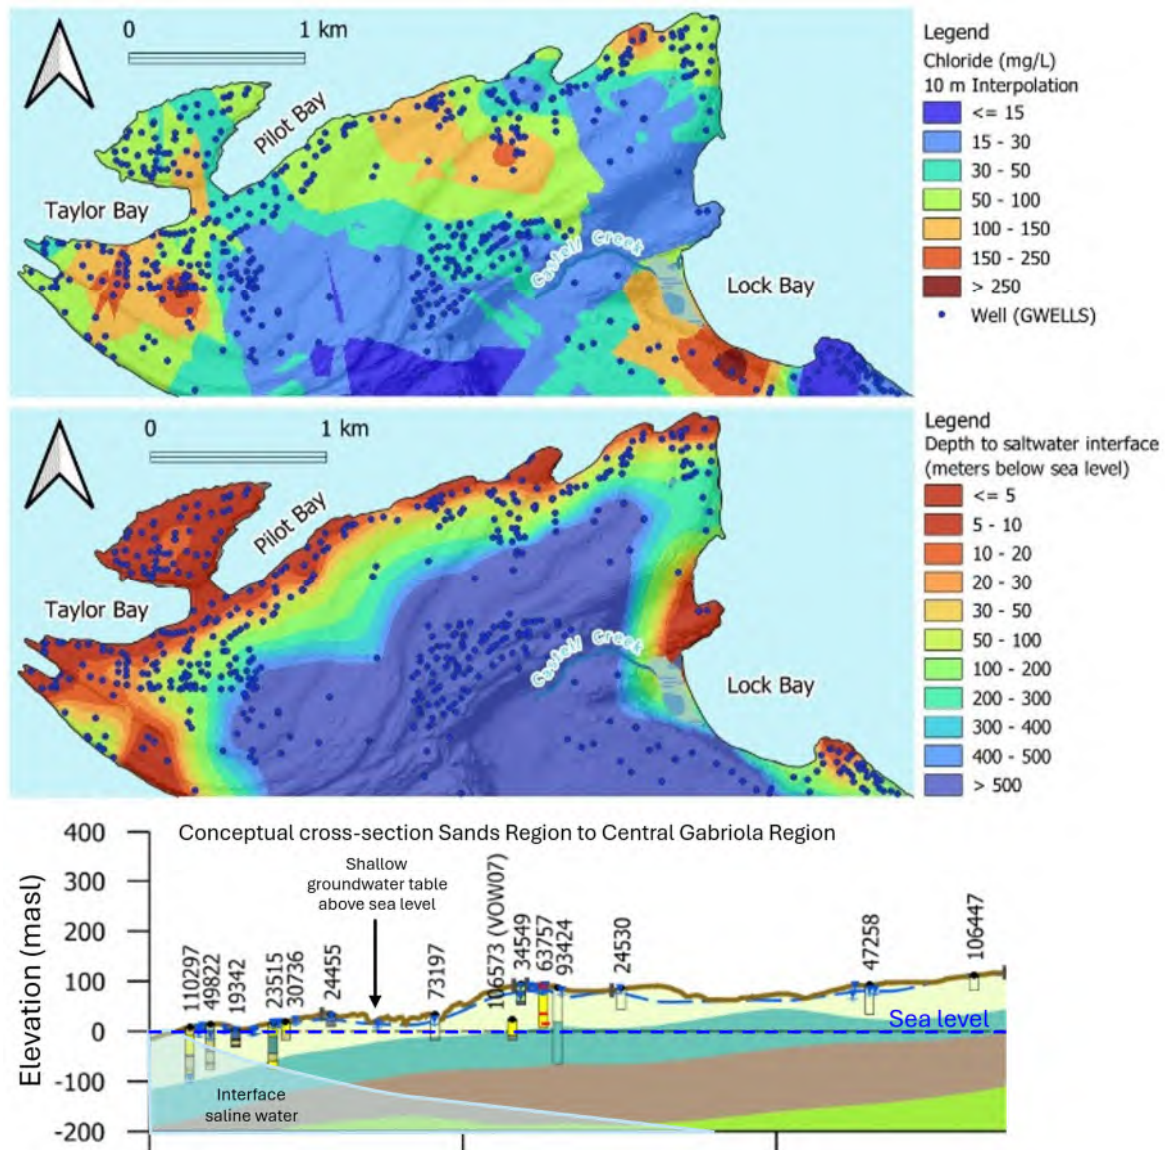 0 1 km
Pilot Bay
Taylor Bay
Castell Creek
Lock Bay
Legend
Chloride (mg/L)
10 m Interpolation
<= 15
15 - 30
30 - 50
50 - 100
100 - 150
150 - 250
> 250
Well (GWELLS)
0 1 km
Pilot Bay
Taylor Bay
Castell Creek
Lock Bay
Legend
Depth to saltwater interface
(meters below sea level)
<= 5
5 - 10
10 - 20
20 - 30
30 - 50
50 - 100
100 - 200
200 - 300
300 - 400
400 - 500
> 500
Conceptual cross-section Sands Region to Central Gabriola Region
Elevation (masl)
400
300
200
100
0
-100
-200
Shallow
groundwater table
above sea level
110297
49822
19342
23515
30736
24455
73197
106573 (VOW07)
34549
63757
93424
24530
47258
106447
Sea level
Interface
saline water